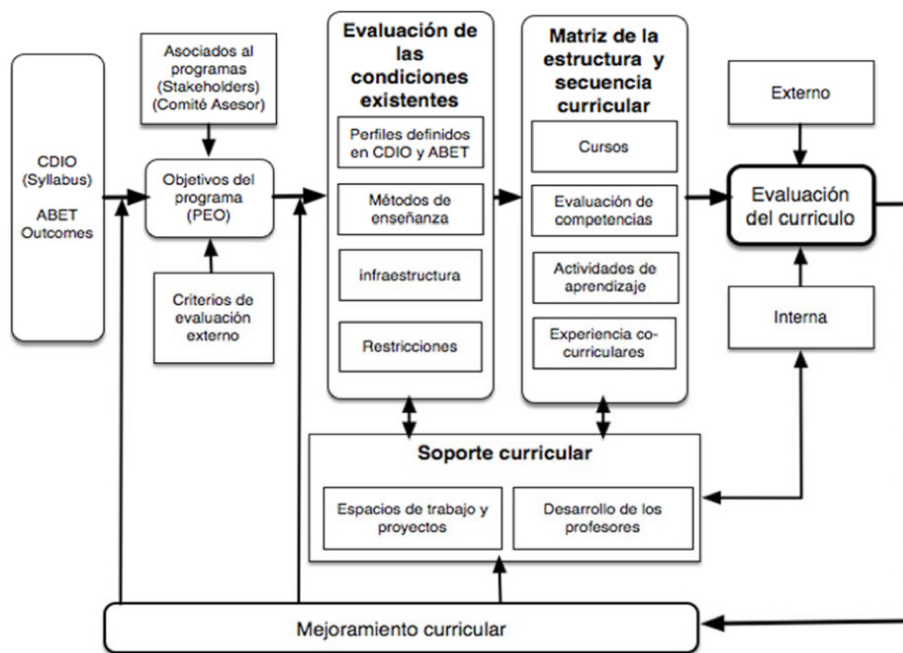 CDIO
(Syllabus)
ABET
Outcomes
Asociados al
programas
(Stakeholders)
(Comité Asesor)
Objetivos del
programa
(PEO)
Criterios de
evaluación
externo
Evaluación de
las
condiciones
existentes
Perfiles definidos
en CDIO y ABET
Métodos de
enseñanza
infraestructura
Restricciones
Matriz de la
estructura y
secuencia
curricular
Cursos
Evaluación de
competencias
Actividades de
aprendizaje
Experiencia co-
curriculares
Externo
Evaluación
del curriculo
Interna
Soporte curricular
Espacios de trabajo y
proyectos
Desarrollo de los
profesores
Mejoramiento curricular